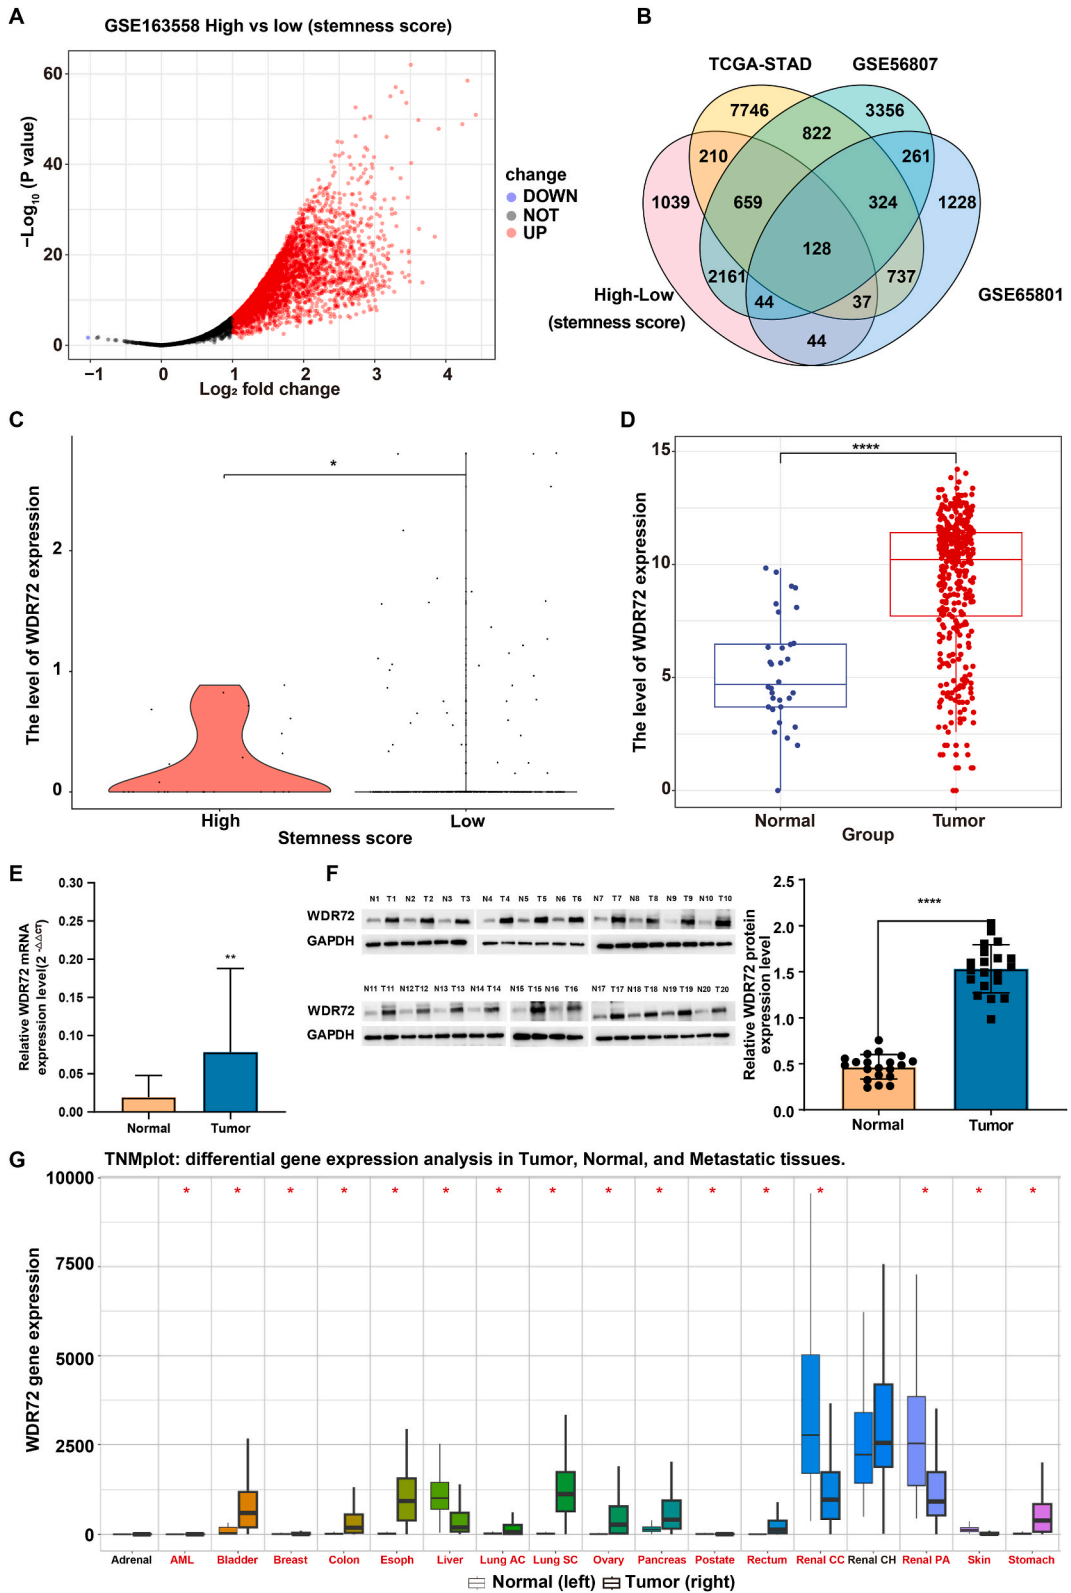 A
GSE163558 High vs low (stemness score)
−Log₁₀ (P value)
60
40
20
0
−1 0 1 2 3 4
Log₂ fold change
change
DOWN
NOT
UP
B
TCGA-STAD GSE56807
7746 3356
822
210 261
1039 659 324 1228
128
2161 737
44 37
44
High-Low
(stemness score)
GSE65801
C
The level of WDR72 expression
2
1
0
*
High Low
Stemness score
D
The level of WDR72 expression
15
10
5
0
****
Normal Tumor
Group
E
Relative WDR72 mRNA
expression level(2 -△△CT)
0.30
0.25
0.20
0.15
0.10
0.05
0.00
**
Normal Tumor
F
N1 T1 N2 T2 N3 T3 N4 T4 N5 T5 N6 T6 N7 T7 N8 T8 N9 T9 N10 T10
WDR72
GAPDH
N11 T11 N12 T12 N13 T13 N14 T14 N15 T15 N16 T16 N17 T17 N18 T18 N19 T19 N20 T20
WDR72
GAPDH
Relative WDR72 protein
expression level
2.5
2.0
1.5
1.0
0.5
0.0
****
Normal Tumor
G
TNMplot: differential gene expression analysis in Tumor, Normal, and Metastatic tissues.
WDR72 gene expression
10000
7500
5000
2500
0
* * * * * * * * * * * * * * * *
Adrenal AML Bladder Breast Colon Esoph Liver Lung AC Lung SC Ovary Pancreas Postate Rectum Renal CC Renal CH Renal PA Skin Stomach
Normal (left) Tumor (right)